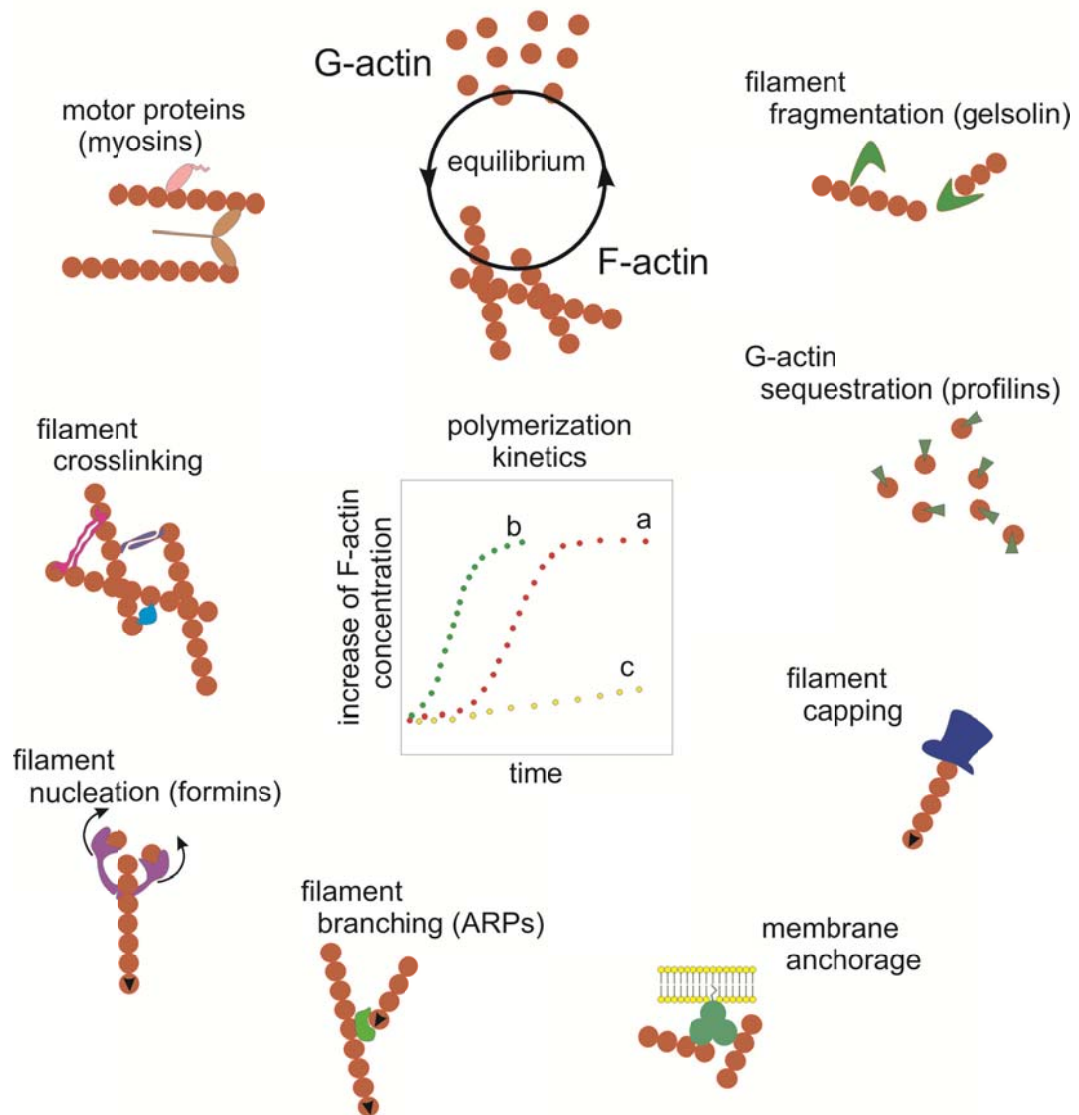 G-actin
equilibrium
F-actin
motor proteins
(myosins)
filament
fragmentation (gelsolin)
G-actin
sequestration (profilins)
filament
crosslinking
polymerization
kinetics
b
a
c
increase of F-actin
concentration
time
filament
capping
filament
nucleation (formins)
filament
branching (ARPs)
membrane
anchorage